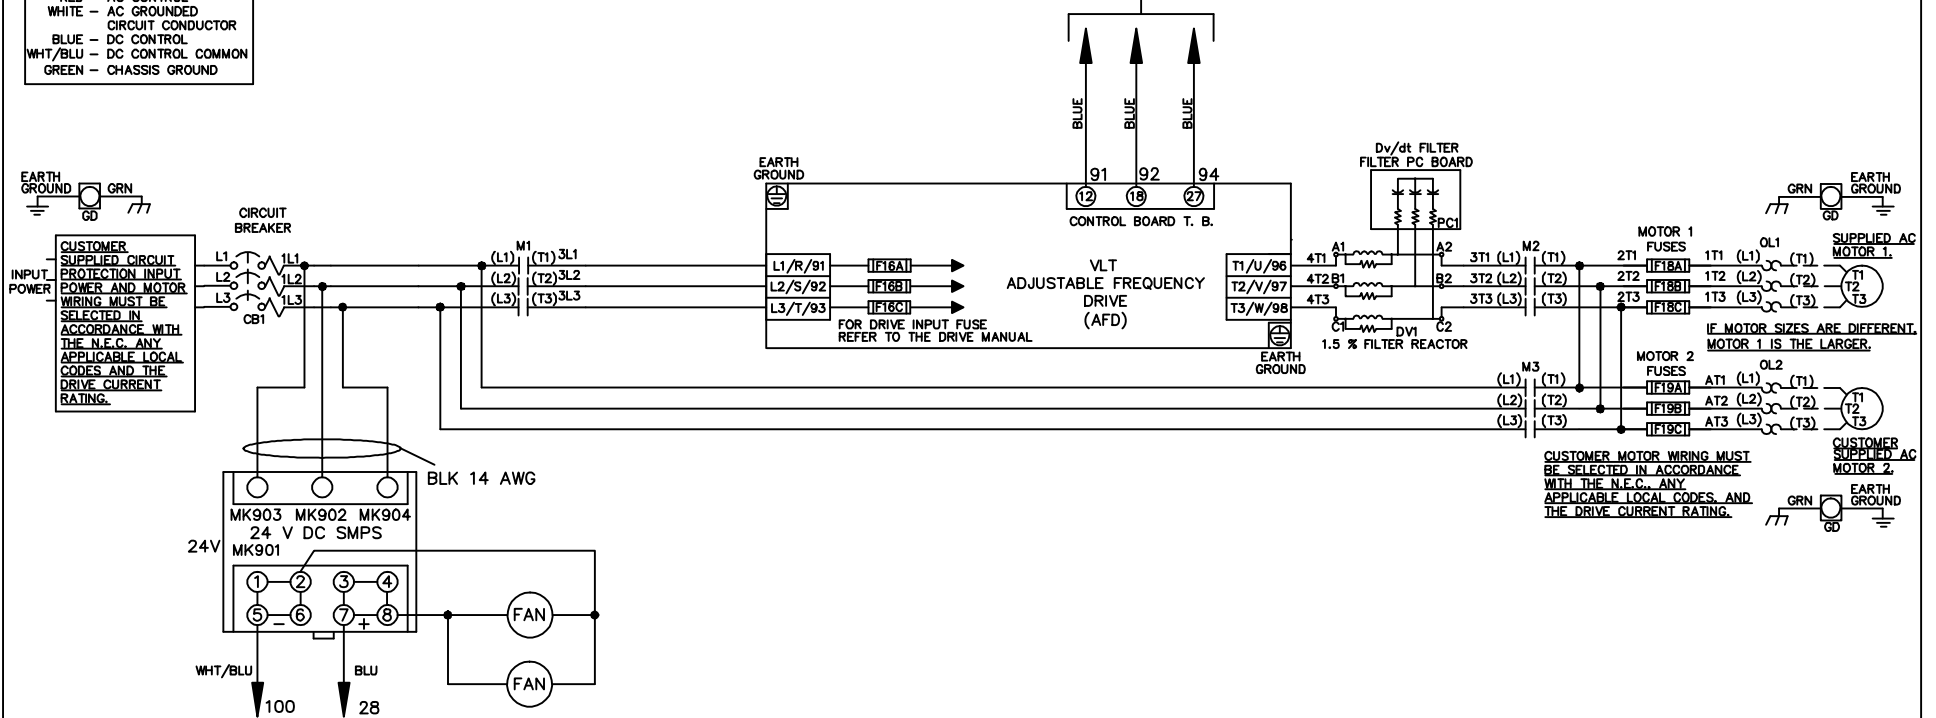 WHITE – AC GROUNDED
CIRCUIT CONDUCTOR
BLUE – DC CONTROL
WHT/BLU – DC CONTROL COMMON
GREEN – CHASSIS GROUND
BLUE
BLUE
BLUE
91
92
94
12
18
27
CONTROL BOARD T. B.
EARTH
GROUND
GRN
GD
CIRCUIT
BREAKER
INPUT
POWER
CUSTOMER
SUPPLIED CIRCUIT
PROTECTION INPUT
POWER AND MOTOR
WIRING MUST BE
SELECTED IN
ACCORDANCE WITH
THE N.E.C. ANY
APPLICABLE LOCAL
CODES AND THE
DRIVE CURRENT
RATING.
L1
1L1
L2
1L2
L3
1L3
CB1
M1
(L1) (T1) 3L1
(L2) (T2) 3L2
(L3) (T3) 3L3
EARTH
GROUND
L1/R/91
F16A
L2/S/92
F16B
L3/T/93
F16C
FOR DRIVE INPUT FUSE
REFER TO THE DRIVE MANUAL
VLT
ADJUSTABLE FREQUENCY
DRIVE
(AFD)
T1/U/96
T2/V/97
T3/W/98
EARTH
GROUND
Dv/dt FILTER
FILTER PC BOARD
PC1
4T1
A1
A2
4T2
B1
B2
4T3
C1
C2
DV1
1.5 % FILTER REACTOR
M2
3T1 (L1) (T1)
3T2 (L2) (T2)
3T3 (L3) (T3)
MOTOR 1
FUSES
2T1
F18A
1T1 (L1)
(T1)
2T2
F18B
1T2 (L2)
(T2)
2T3
F18C
1T3 (L3)
(T3)
OL1
GRN
GD
EARTH
GROUND
SUPPLIED AC
MOTOR 1.
T1
T2
T3
IF MOTOR SIZES ARE DIFFERENT.
MOTOR 1 IS THE LARGER.
M3
(L1) (T1)
(L2) (T2)
(L3) (T3)
MOTOR 2
FUSES
F19A
AT1 (L1)
(T1)
F19B
AT2 (L2)
(T2)
F19C
AT3 (L3)
(T3)
OL2
T1
T2
T3
CUSTOMER
SUPPLIED AC
MOTOR 2.
CUSTOMER MOTOR WIRING MUST
BE SELECTED IN ACCORDANCE
WITH THE N.E.C., ANY
APPLICABLE LOCAL CODES. AND
THE DRIVE CURRENT RATING.
GRN
GD
EARTH
GROUND
BLK 14 AWG
MK903 MK902 MK904
24 V DC SMPS
24V
MK901
1 2 3 4
5 6 7 8
– +
FAN
FAN
WHT/BLU
BLU
100
28